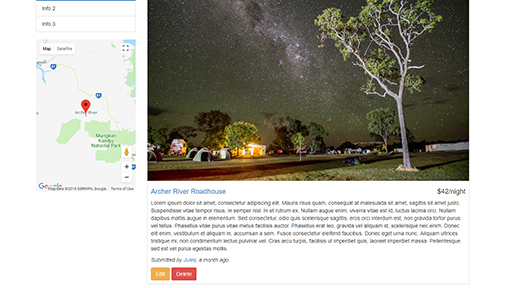 Info 2
Info 3
Map
Satellite
Archer River
Mungkan
Kandju
National Park
Google
Map data ©2018 GBRMPA, Google
Terms of Use
Archer River Roadhouse
$42/night
Lorem ipsum dolor sit amet, consectetur adipiscing elit. Mauris risus quam, consequat at malesuada sit amet, sagittis sit amet justo.
Suspendisse vitae tempor risus, in semper nisl. In et rutrum ex. Nullam augue enim, viverra vitae est id, luctus lacinia orci. Nullam
dapibus mattis augue in elementum. Sed consectetur, odio quis scelerisque sagittis, eros orci interdum est, non gravida tortor purus
vel tellus. Phasellus vitae purus vitae metus facilisis auctor. Phasellus erat leo, gravida vel aliquam id, scelerisque nec enim. Donec
elit enim, vestibulum et aliquam in, accumsan a sem. Fusce consectetur eleifend faucibus. Donec eget urna nunc. Aliquam ultrices
tristique mi, non condimentum lectus pulvinar vel. Cras arcu turpis, facilisis ut imperdiet quis, laoreet imperdiet massa. Pellentesque
sed est vel purus egestas mollis.
Submitted by Jules, a month ago
Edit
Delete